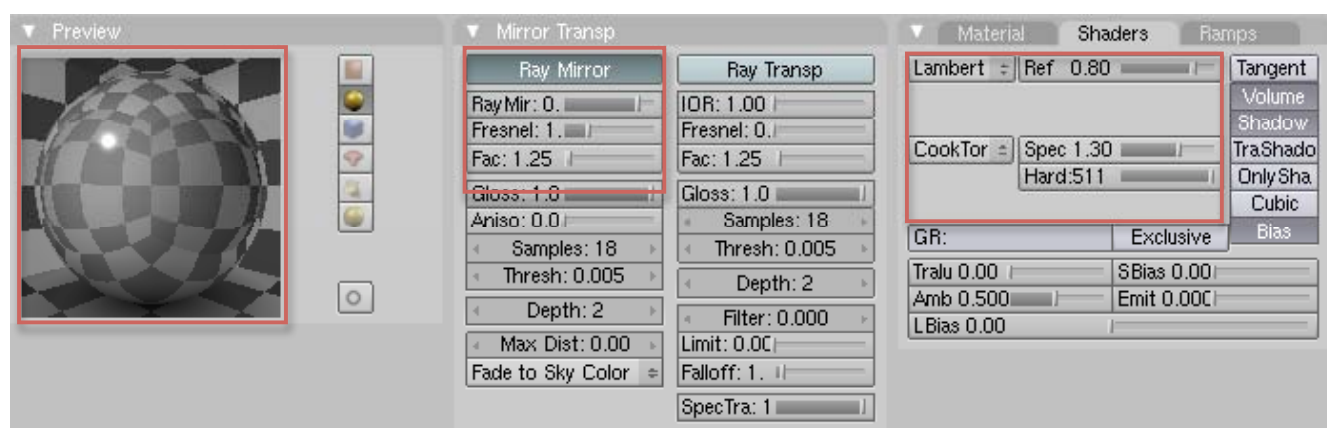 Preview
Mirror Transp
Ray Mirror
Ray Mir: 0.
Fresnel: 1.
Fac: 1.25
Gloss: 1.0
Aniso: 0.0
Samples: 18
Thresh: 0.005
Depth: 2
Max Dist: 0.00
Fade to Sky Color
Ray Transp
IOR: 1.00
Fresnel: 0.
Fac: 1.25
Gloss: 1.0
Samples: 18
Thresh: 0.005
Depth: 2
Filter: 0.000
Limit: 0.00
Falloff: 1.
SpecTra: 1
Material Shaders Ramps
Lambert Ref 0.80 Tangent
Volume
Shadow
CookTor Spec 1.30 TraShado
Hard:511 OnlySha
Cubic
GR: Exclusive Bias
Tralu 0.00 SBias 0.00
Amb 0.500 Emit 0.000
LBias 0.00